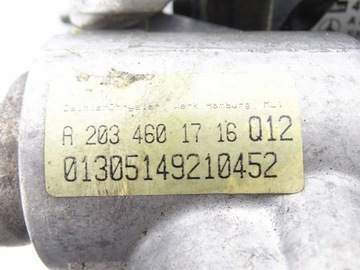 DaimlerChrysler, Werk Hamburg, MLi
A 203 460 17 16 Q12
01305149210452